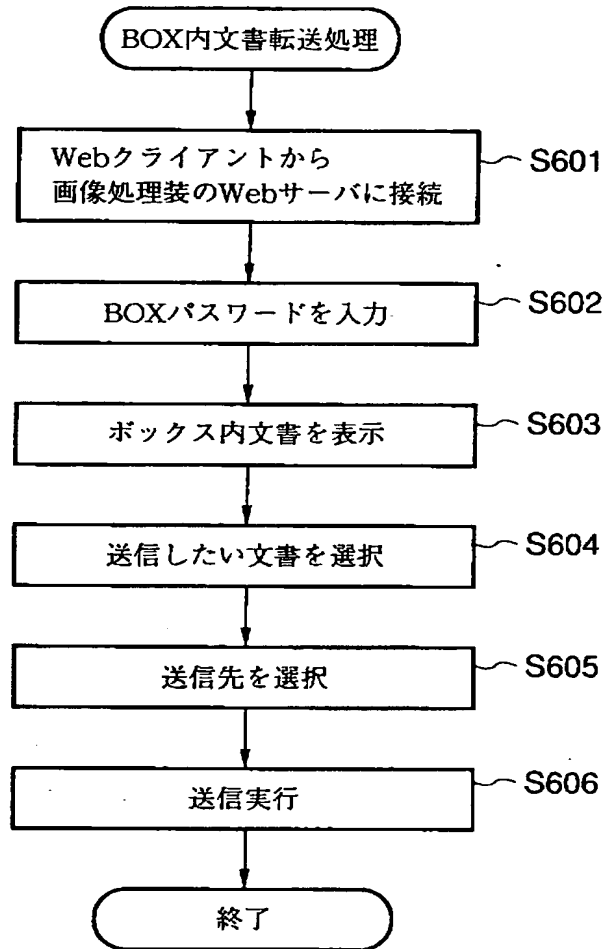 BOX内文書転送処理
Webクライアントから
画像処理装のWebサーバに接続
S601
BOXパスワードを入力
S602
ボックス内文書を表示
S603
送信したい文書を選択
S604
送信先を選択
S605
送信実行
S606
終了